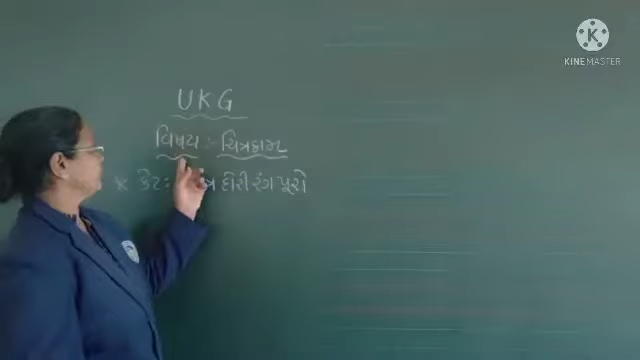 UKG
વિષય :- ચિત્રકામ
* દોરી રંગ પૂરો
KINEMASTER